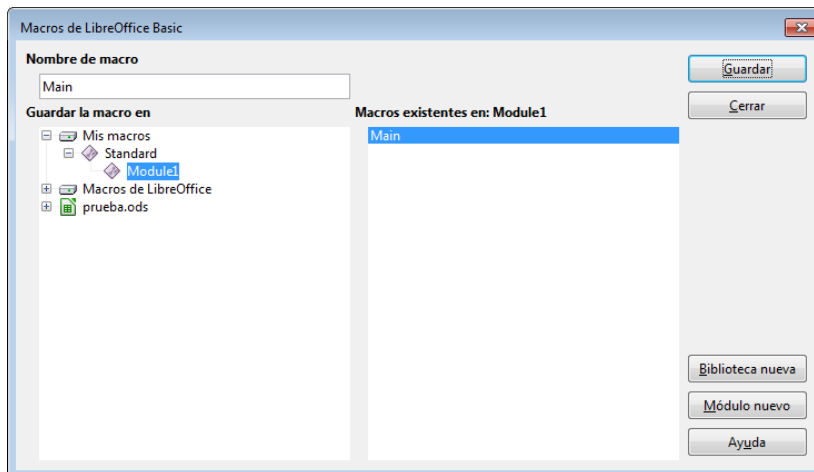 Macros de LibreOffice Basic
Nombre de macro
Main
Guardar la macro en
Mis macros
Standard
Module1
Macros de LibreOffice
prueba.ods
Macros existentes en: Module1
Main
Guardar
Cerrar
Biblioteca nueva
Módulo nuevo
Ayuda